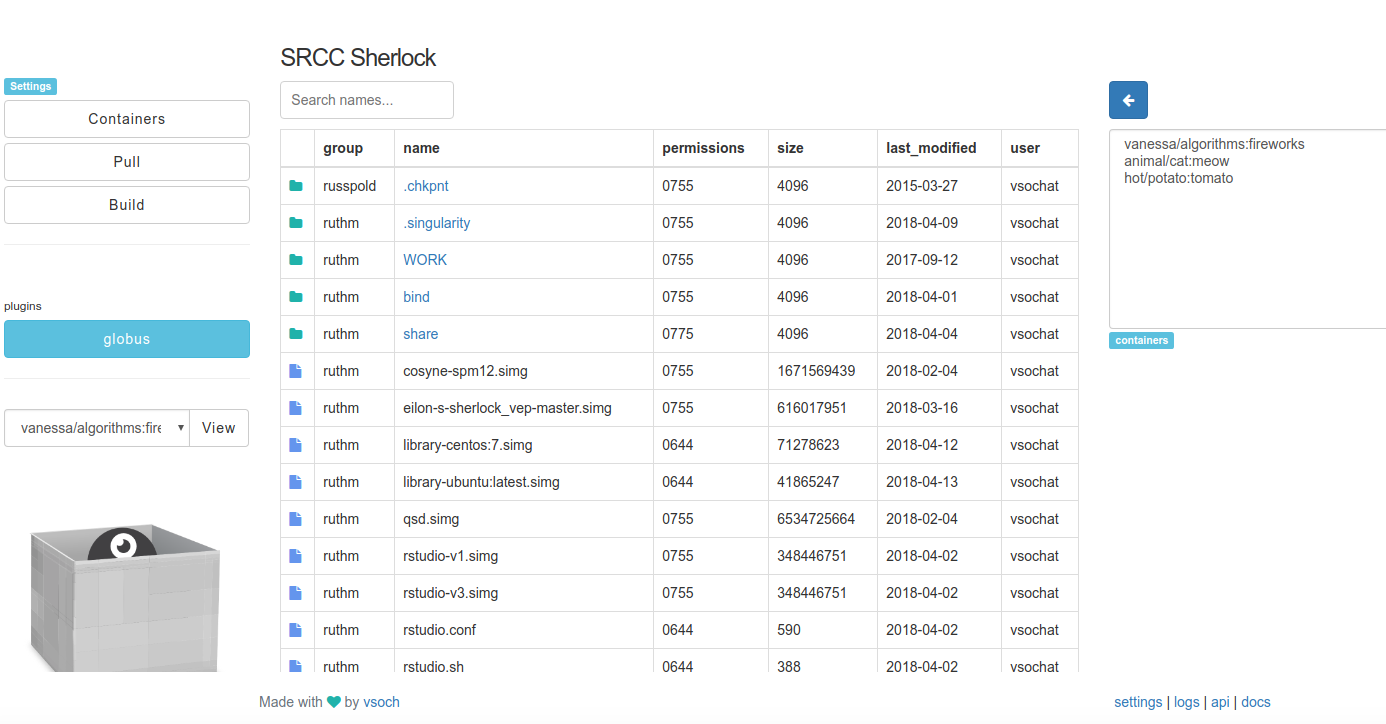 SRCC Sherlock
Settings
Containers
Pull
Build
plugins
globus
vanessa/algorithms:fire View
Search names...
group name permissions size last_modified user
russpold .chkpnt 0755 4096 2015-03-27 vsochat
ruthm .singularity 0755 4096 2018-04-09 vsochat
ruthm WORK 0755 4096 2017-09-12 vsochat
ruthm bind 0755 4096 2018-04-01 vsochat
ruthm share 0775 4096 2018-04-04 vsochat
ruthm cosyne-spm12.simg 0755 1671569439 2018-02-04 vsochat
ruthm eilon-s-sherlock_vep-master.simg 0755 616017951 2018-03-16 vsochat
ruthm library-centos:7.simg 0644 71278623 2018-04-12 vsochat
ruthm library-ubuntu:latest.simg 0644 41865247 2018-04-13 vsochat
ruthm qsd.simg 0755 6534725664 2018-02-04 vsochat
ruthm rstudio-v1.simg 0755 348446751 2018-04-02 vsochat
ruthm rstudio-v3.simg 0755 348446751 2018-04-02 vsochat
ruthm rstudio.conf 0644 590 2018-04-02 vsochat
ruthm rstudio.sh 0644 388 2018-04-02 vsochat
vanessa/algorithms:fireworks
animal/cat:meow
hot/potato:tomato
containers
Made with by vsoch
settings | logs | api | docs